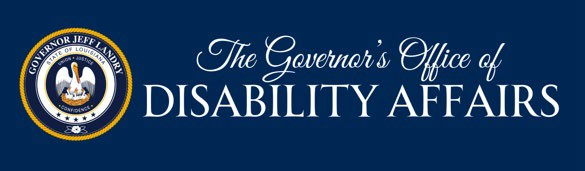 GOVERNOR JEFF LANDRY
STATE OF LOUISIANA
UNION • JUSTICE
CONFIDENCE
The Governor's Office of
DISABILITY AFFAIRS